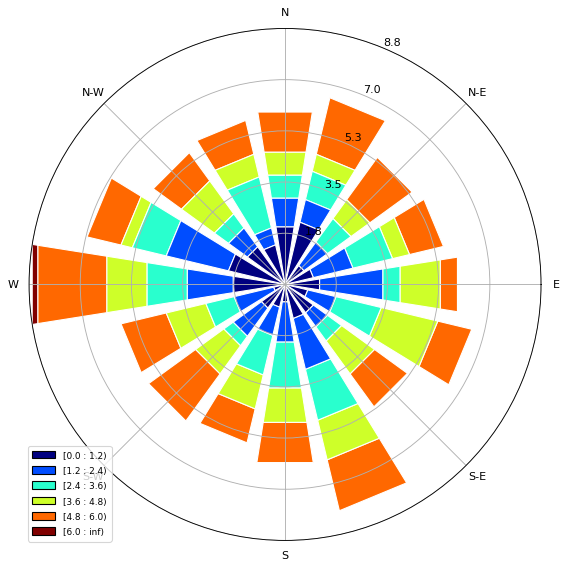 N
8.8
7.0
N-W
N-E
5.3
3.5
W
E
[0.0 : 1.2)
[1.2 : 2.4)
[2.4 : 3.6)
[3.6 : 4.8)
[4.8 : 6.0)
[6.0 : inf)
S-W
S-E
S